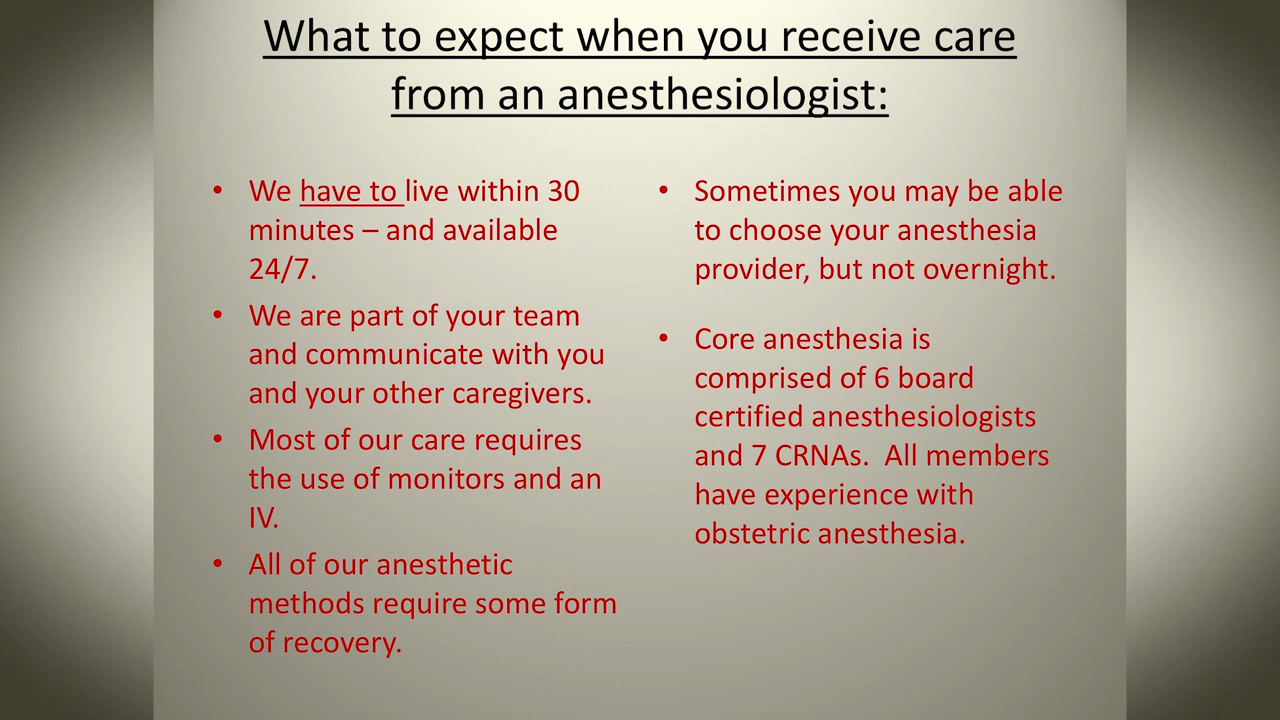 What to expect when you receive care
from an anesthesiologist:
• We have to live within 30
minutes – and available
24/7.
• We are part of your team
and communicate with you
and your other caregivers.
• Most of our care requires
the use of monitors and an
IV.
• All of our anesthetic
methods require some form
of recovery.
• Sometimes you may be able
to choose your anesthesia
provider, but not overnight.
• Core anesthesia is
comprised of 6 board
certified anesthesiologists
and 7 CRNAs.  All members
have experience with
obstetric anesthesia.